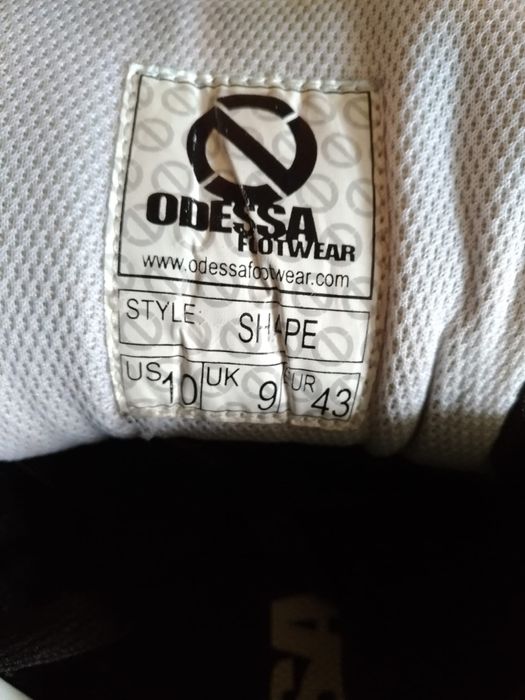 ODESSA
FOOTWEAR
www.odessafootwear.com
STYLE: SHAPE
US 10 UK 9 EUR 43